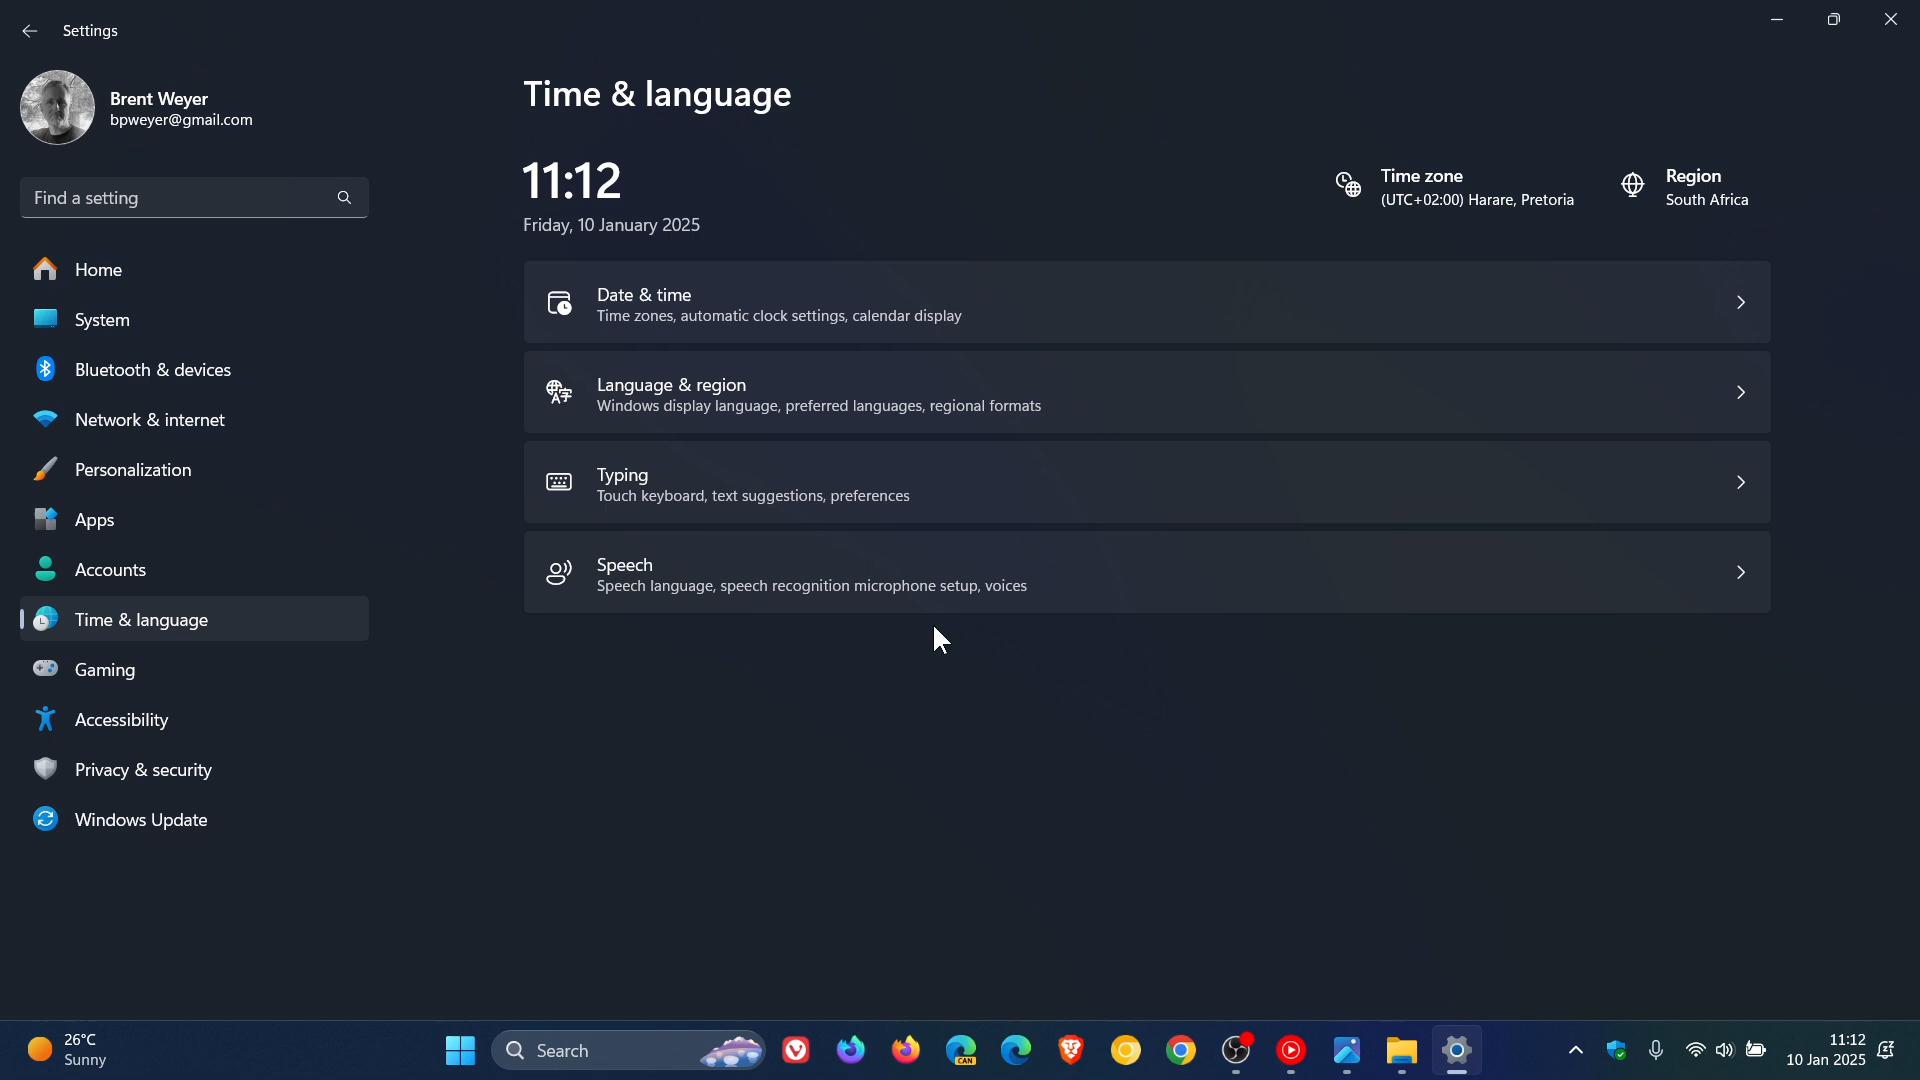 Settings
Brent Weyer
bpweyer@gmail.com
Find a setting
Home
System
Bluetooth & devices
Network & internet
Personalization
Apps
Accounts
Time & language
Gaming
Accessibility
Privacy & security
Windows Update
Time & language
11:12
Friday, 10 January 2025
Time zone
(UTC+02:00) Harare, Pretoria
Region
South Africa
Date & time
Time zones, automatic clock settings, calendar display
Language & region
Windows display language, preferred languages, regional formats
Typing
Touch keyboard, text suggestions, preferences
Speech
Speech language, speech recognition microphone setup, voices
26°C
Sunny
Search
CAN
11:12
10 Jan 2025